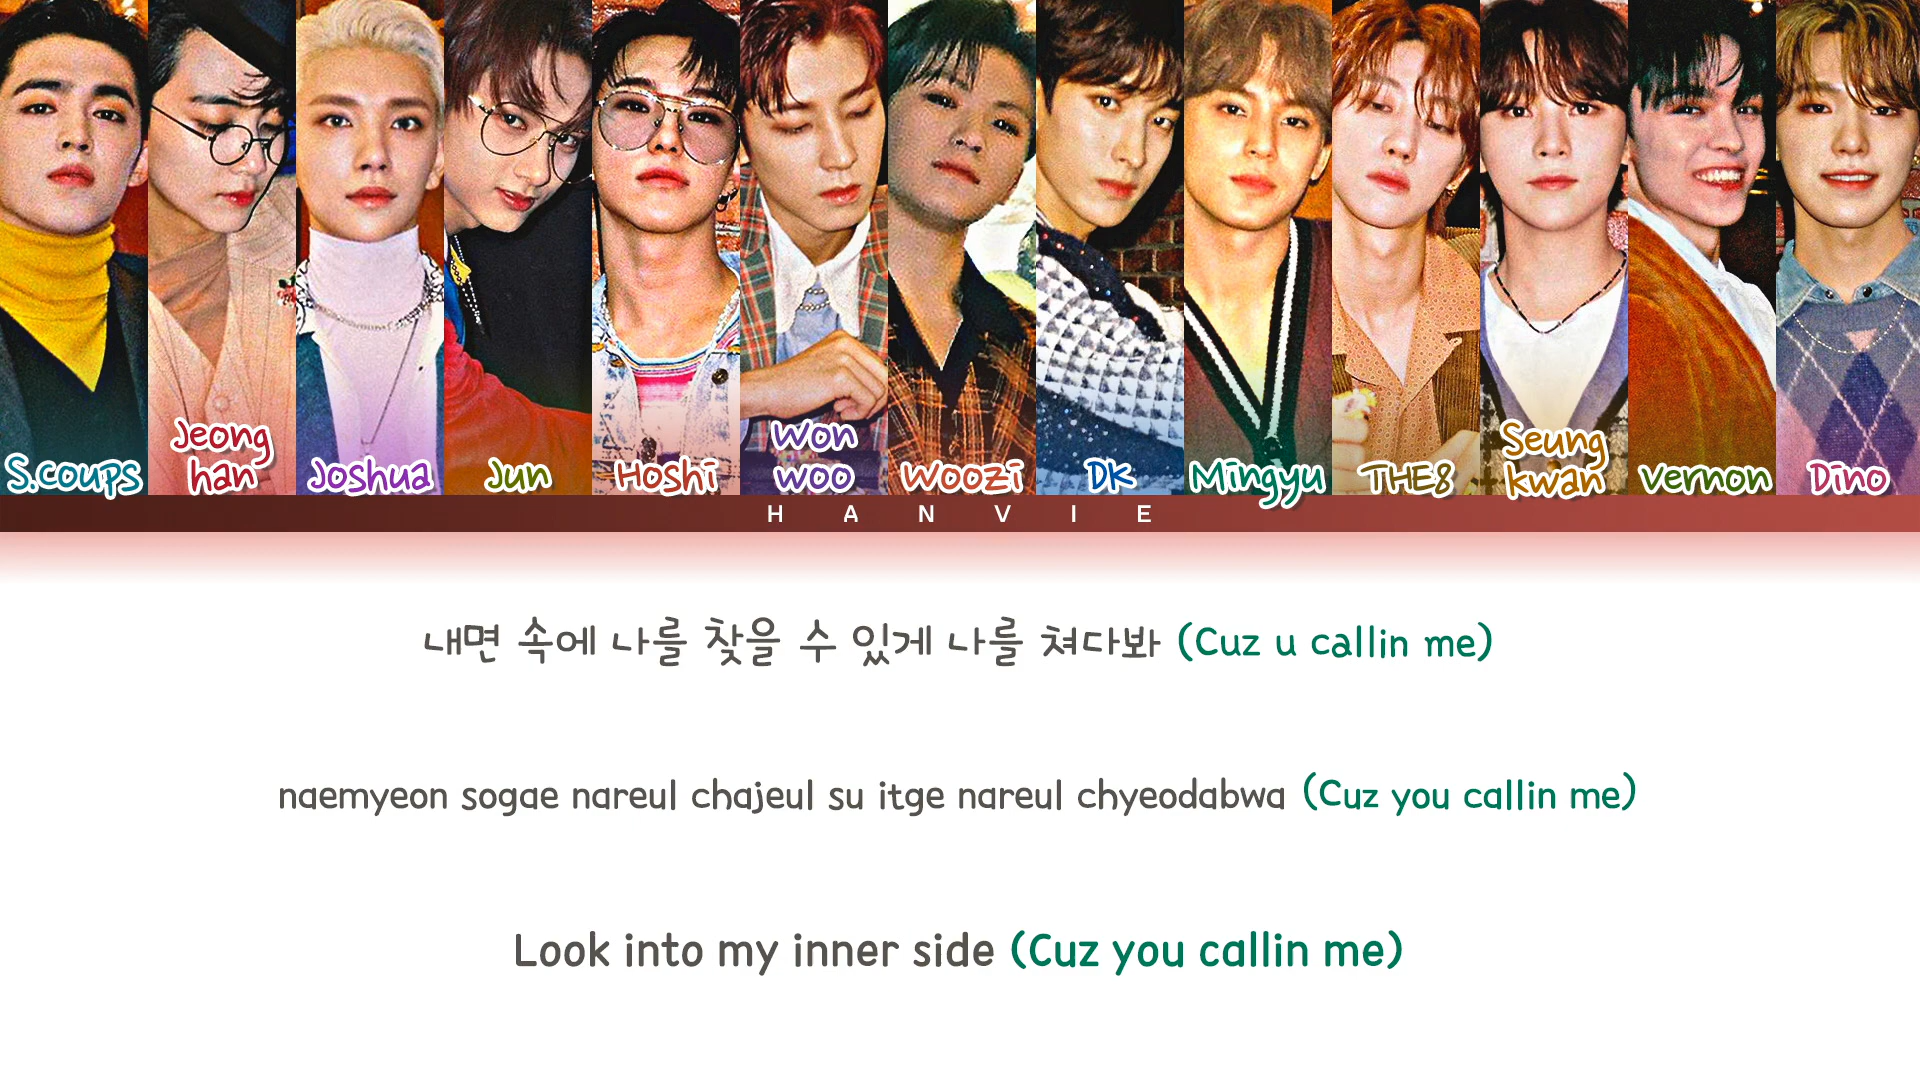 S.COUPS
Jeong
han
Joshua
Jun
Hoshi
Won
woo
Woozi
DK
Mingyu
THE8
Seung
kwan
Vernon
Dino
HANVIE
내면 속에 나를 찾을 수 있게 나를 쳐다봐 (Cuz u callin me)
naemyeon sogae nareul chajeul su itge nareul chyeodabwa (Cuz you callin me)
Look into my inner side (Cuz you callin me)